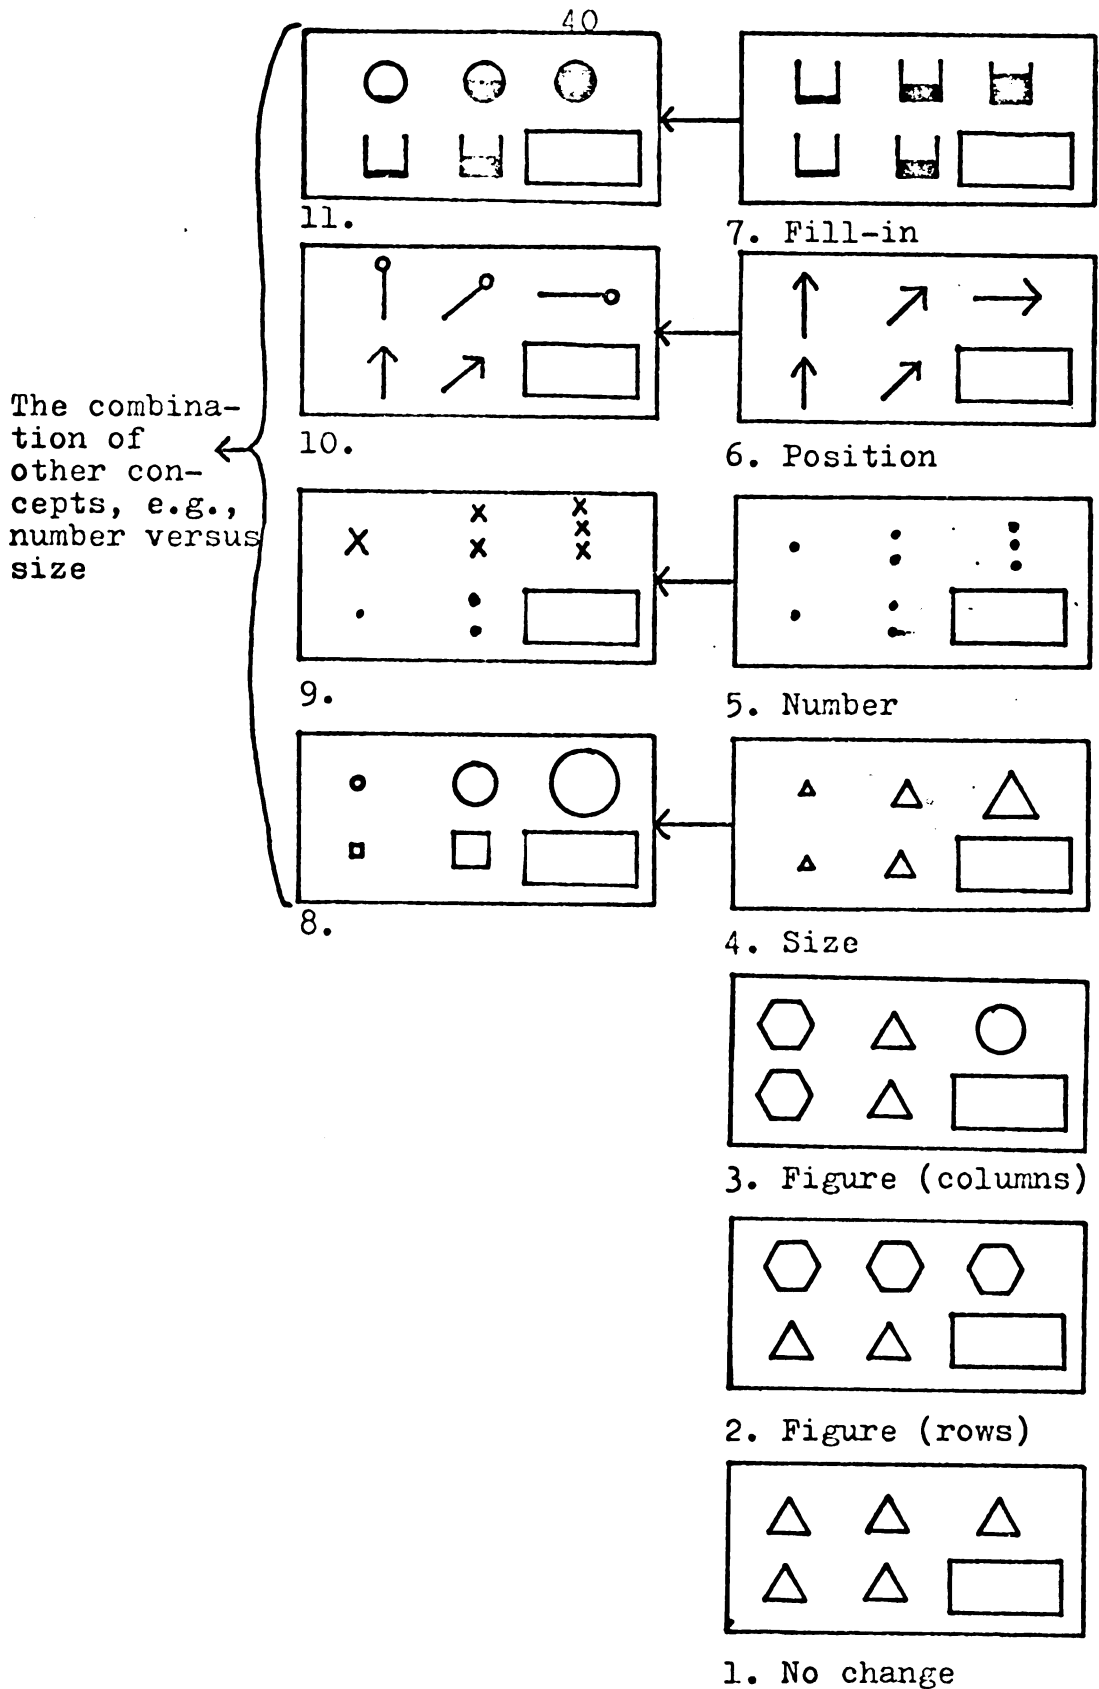 40
11.
7. Fill-in
10.
6. Position
The combina-
tion of
other con-
cepts, e.g.,
number versus
size
9.
5. Number
8.
4. Size
3. Figure (columns)
2. Figure (rows)
1. No change